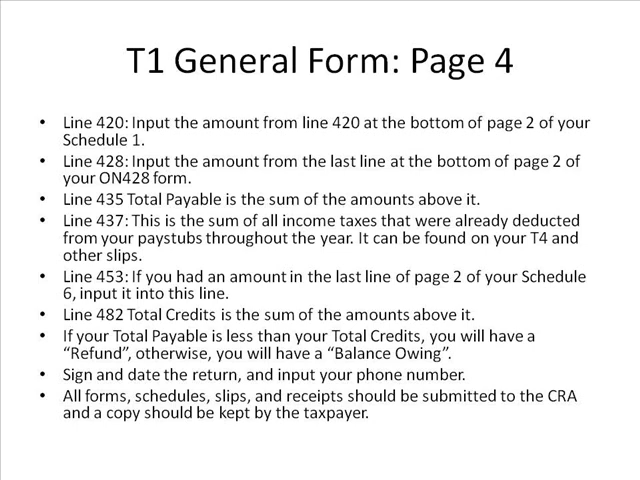 T1 General Form: Page 4
• Line 420: Input the amount from line 420 at the bottom of page 2 of your
Schedule 1.
• Line 428: Input the amount from the last line at the bottom of page 2 of
your ON428 form.
• Line 435 Total Payable is the sum of the amounts above it.
• Line 437: This is the sum of all income taxes that were already deducted
from your paystubs throughout the year. It can be found on your T4 and
other slips.
• Line 453: If you had an amount in the last line of page 2 of your Schedule
6, input it into this line.
• Line 482 Total Credits is the sum of the amounts above it.
• If your Total Payable is less than your Total Credits, you will have a
“Refund”, otherwise, you will have a “Balance Owing”.
• Sign and date the return, and input your phone number.
• All forms, schedules, slips, and receipts should be submitted to the CRA
and a copy should be kept by the taxpayer.